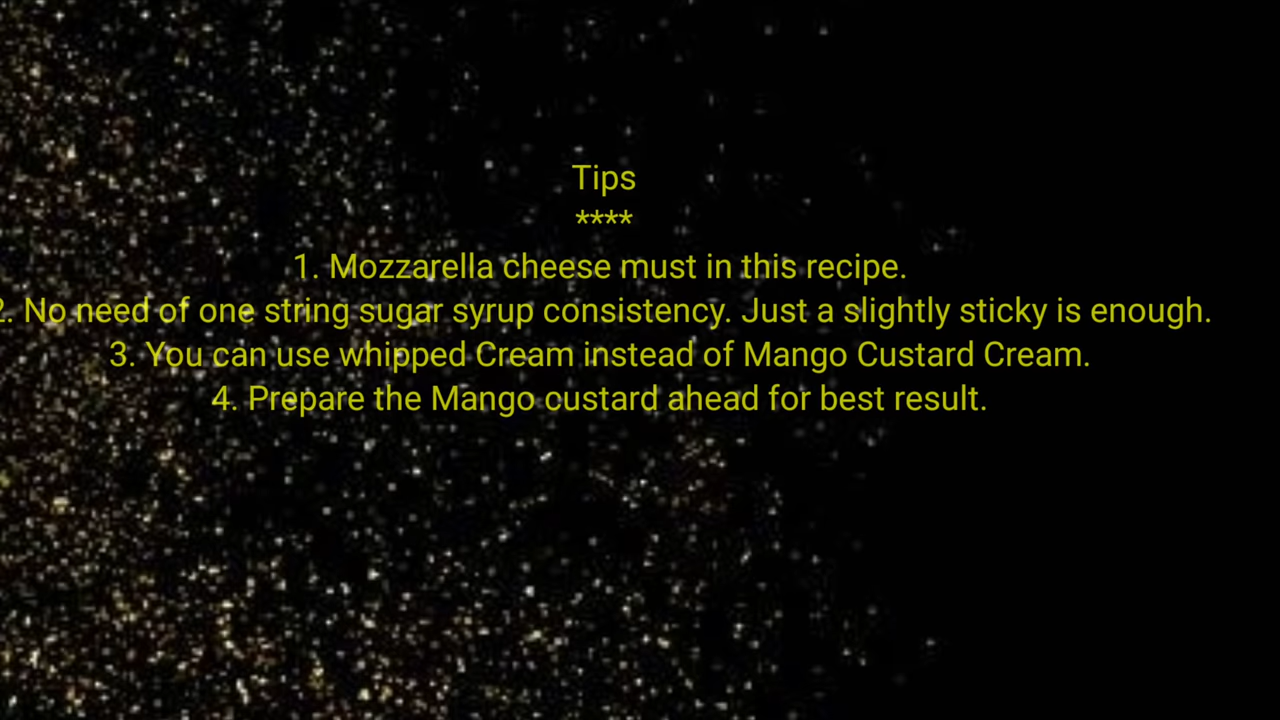 Tips
****
1. Mozzarella cheese must in this recipe.
2. No need of one string sugar syrup consistency. Just a slightly sticky is enough.
3. You can use whipped Cream instead of Mango Custard Cream.
4. Prepare the Mango custard ahead for best result.